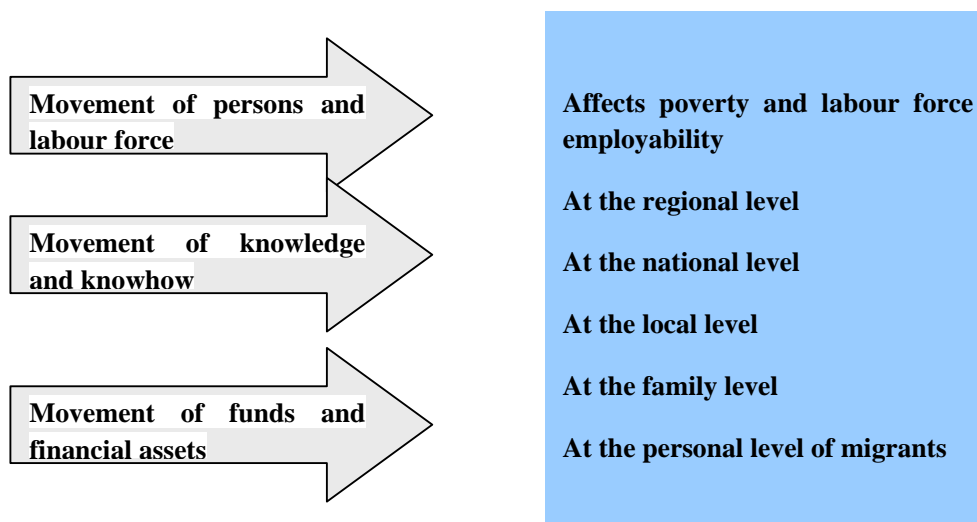 Movement of persons and
labour force
Movement of knowledge
and knowhow
Movement of funds and
financial assets
Affects poverty and labour force
employability
At the regional level
At the national level
At the local level
At the family level
At the personal level of migrants